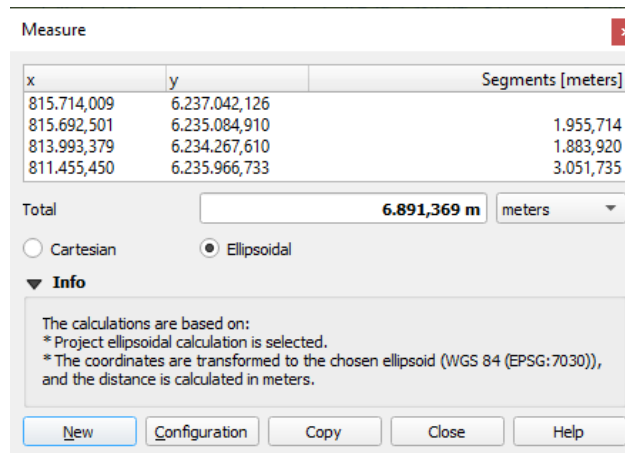 Measure
x y Segments [meters]
815.714,009 6.237.042,126
815.692,501 6.235.084,910 1.955,714
813.993,379 6.234.267,610 1.883,920
811.455,450 6.235.966,733 3.051,735
Total 6.891,369 m meters
Cartesian Ellipsoidal
Info
The calculations are based on:
* Project ellipsoidal calculation is selected.
* The coordinates are transformed to the chosen ellipsoid (WGS 84 (EPSG:7030)),
and the distance is calculated in meters.
New Configuration Copy Close Help